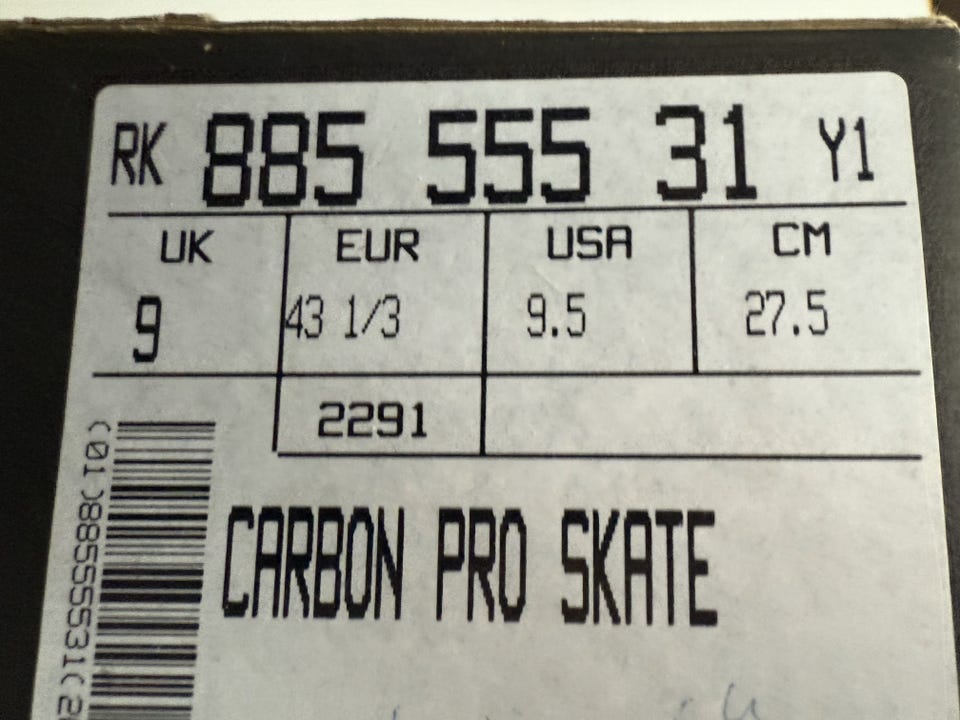 RK 885 555 31 Y1
UK EUR USA CM
9 43 1/3 9.5 27.5
2291
(01)88555531(2
CARBON PRO SKATE